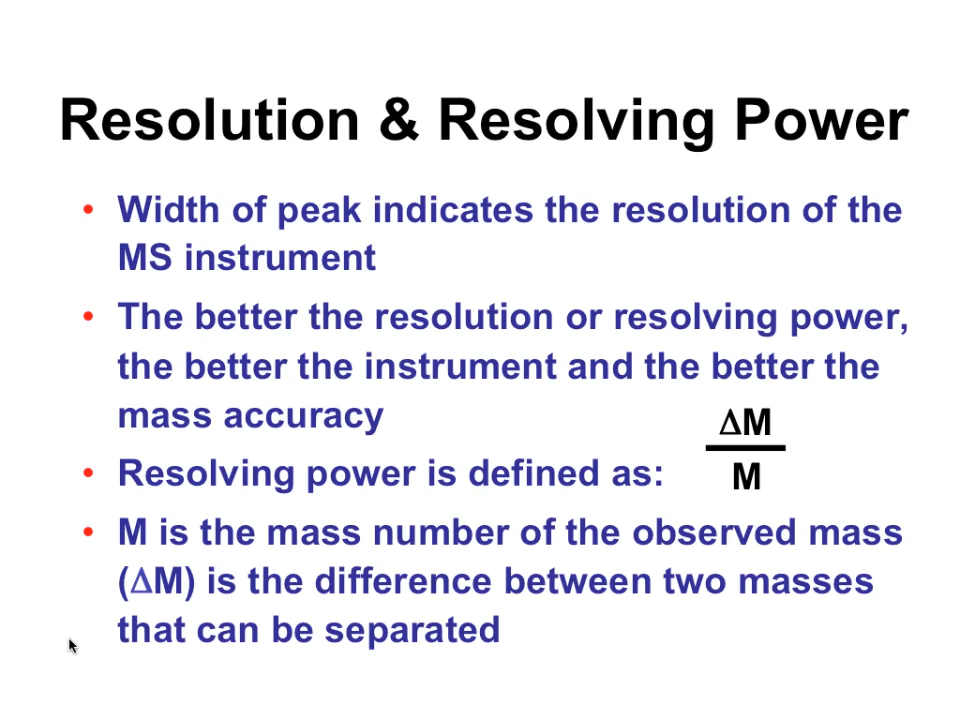 Resolution & Resolving Power
• Width of peak indicates the resolution of the
MS instrument
• The better the resolution or resolving power,
the better the instrument and the better the
mass accuracy
• Resolving power is defined as:
ΔM
M
• M is the mass number of the observed mass
(ΔM) is the difference between two masses
that can be separated